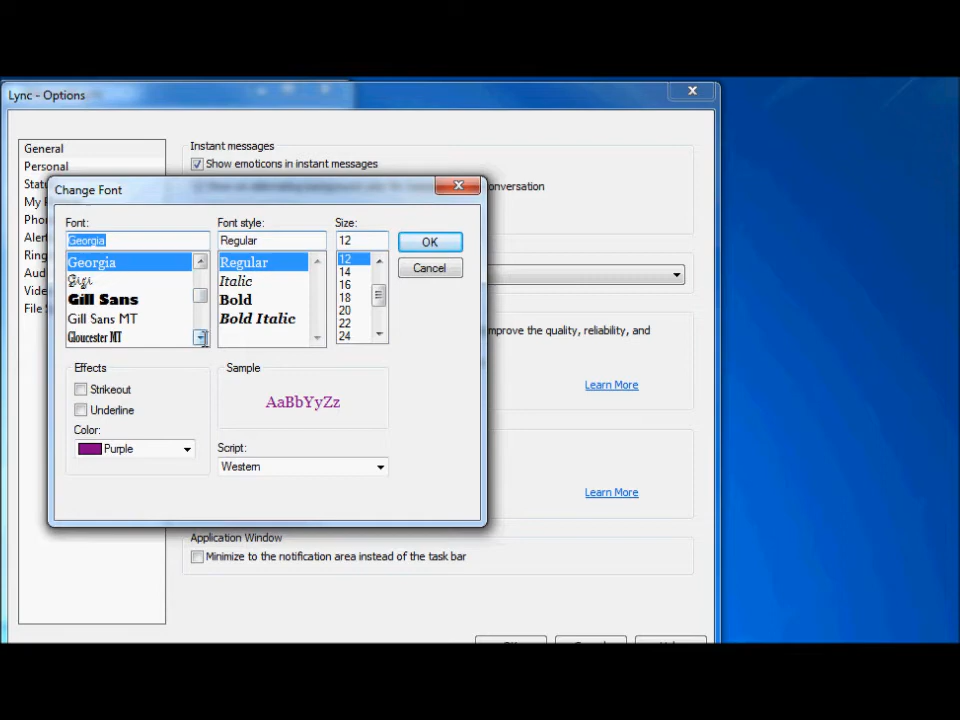 Lync - Options
General
Personal
Instant messages
Show emoticons in instant messages
conversation
Change Font
Font:
Font style:
Size:
Georgia
Regular
12
OK
Cancel
Georgia
Gigi
Gill Sans
Gill Sans MT
Gloucester MT
Regular
Italic
Bold
Bold Italic
12
14
16
18
20
22
24
Effects
Strikeout
Underline
Color:
Purple
Sample
AaBbYyZz
Script:
Western
mprove the quality, reliability, and
Learn More
Learn More
Application Window
Minimize to the notification area instead of the task bar